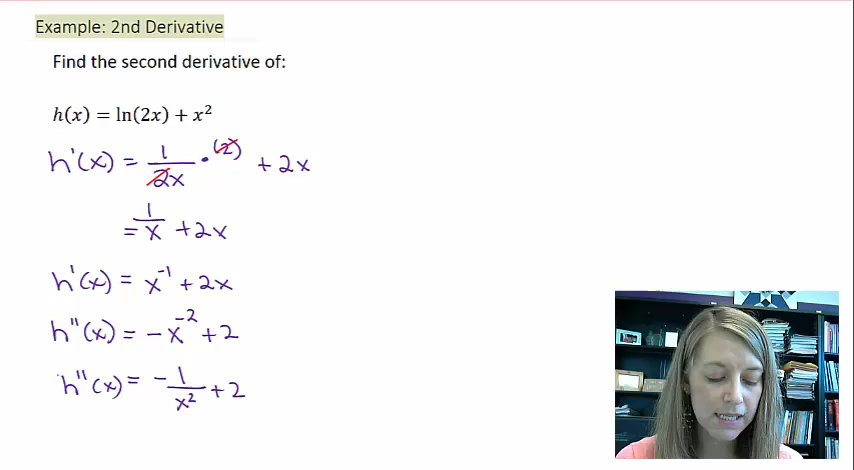 Example: 2nd Derivative
Find the second derivative of:
h(x) = ln(2x) + x²
h'(x) = 1/2x · (2) + 2x
= 1/x + 2x
h'(x) = x⁻¹ + 2x
h''(x) = -x⁻² + 2
h''(x) = - 1/x² + 2